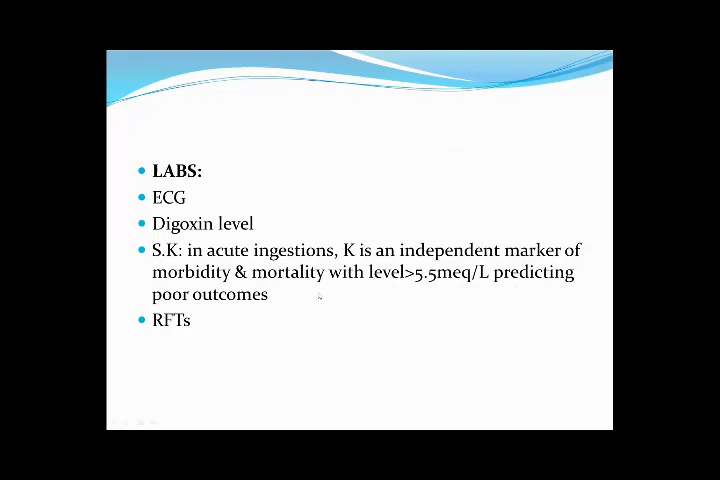 LABS:
ECG
Digoxin level
S.K: in acute ingestions, K is an independent marker of
morbidity & mortality with level>5.5meq/L predicting
poor outcomes
RFTs